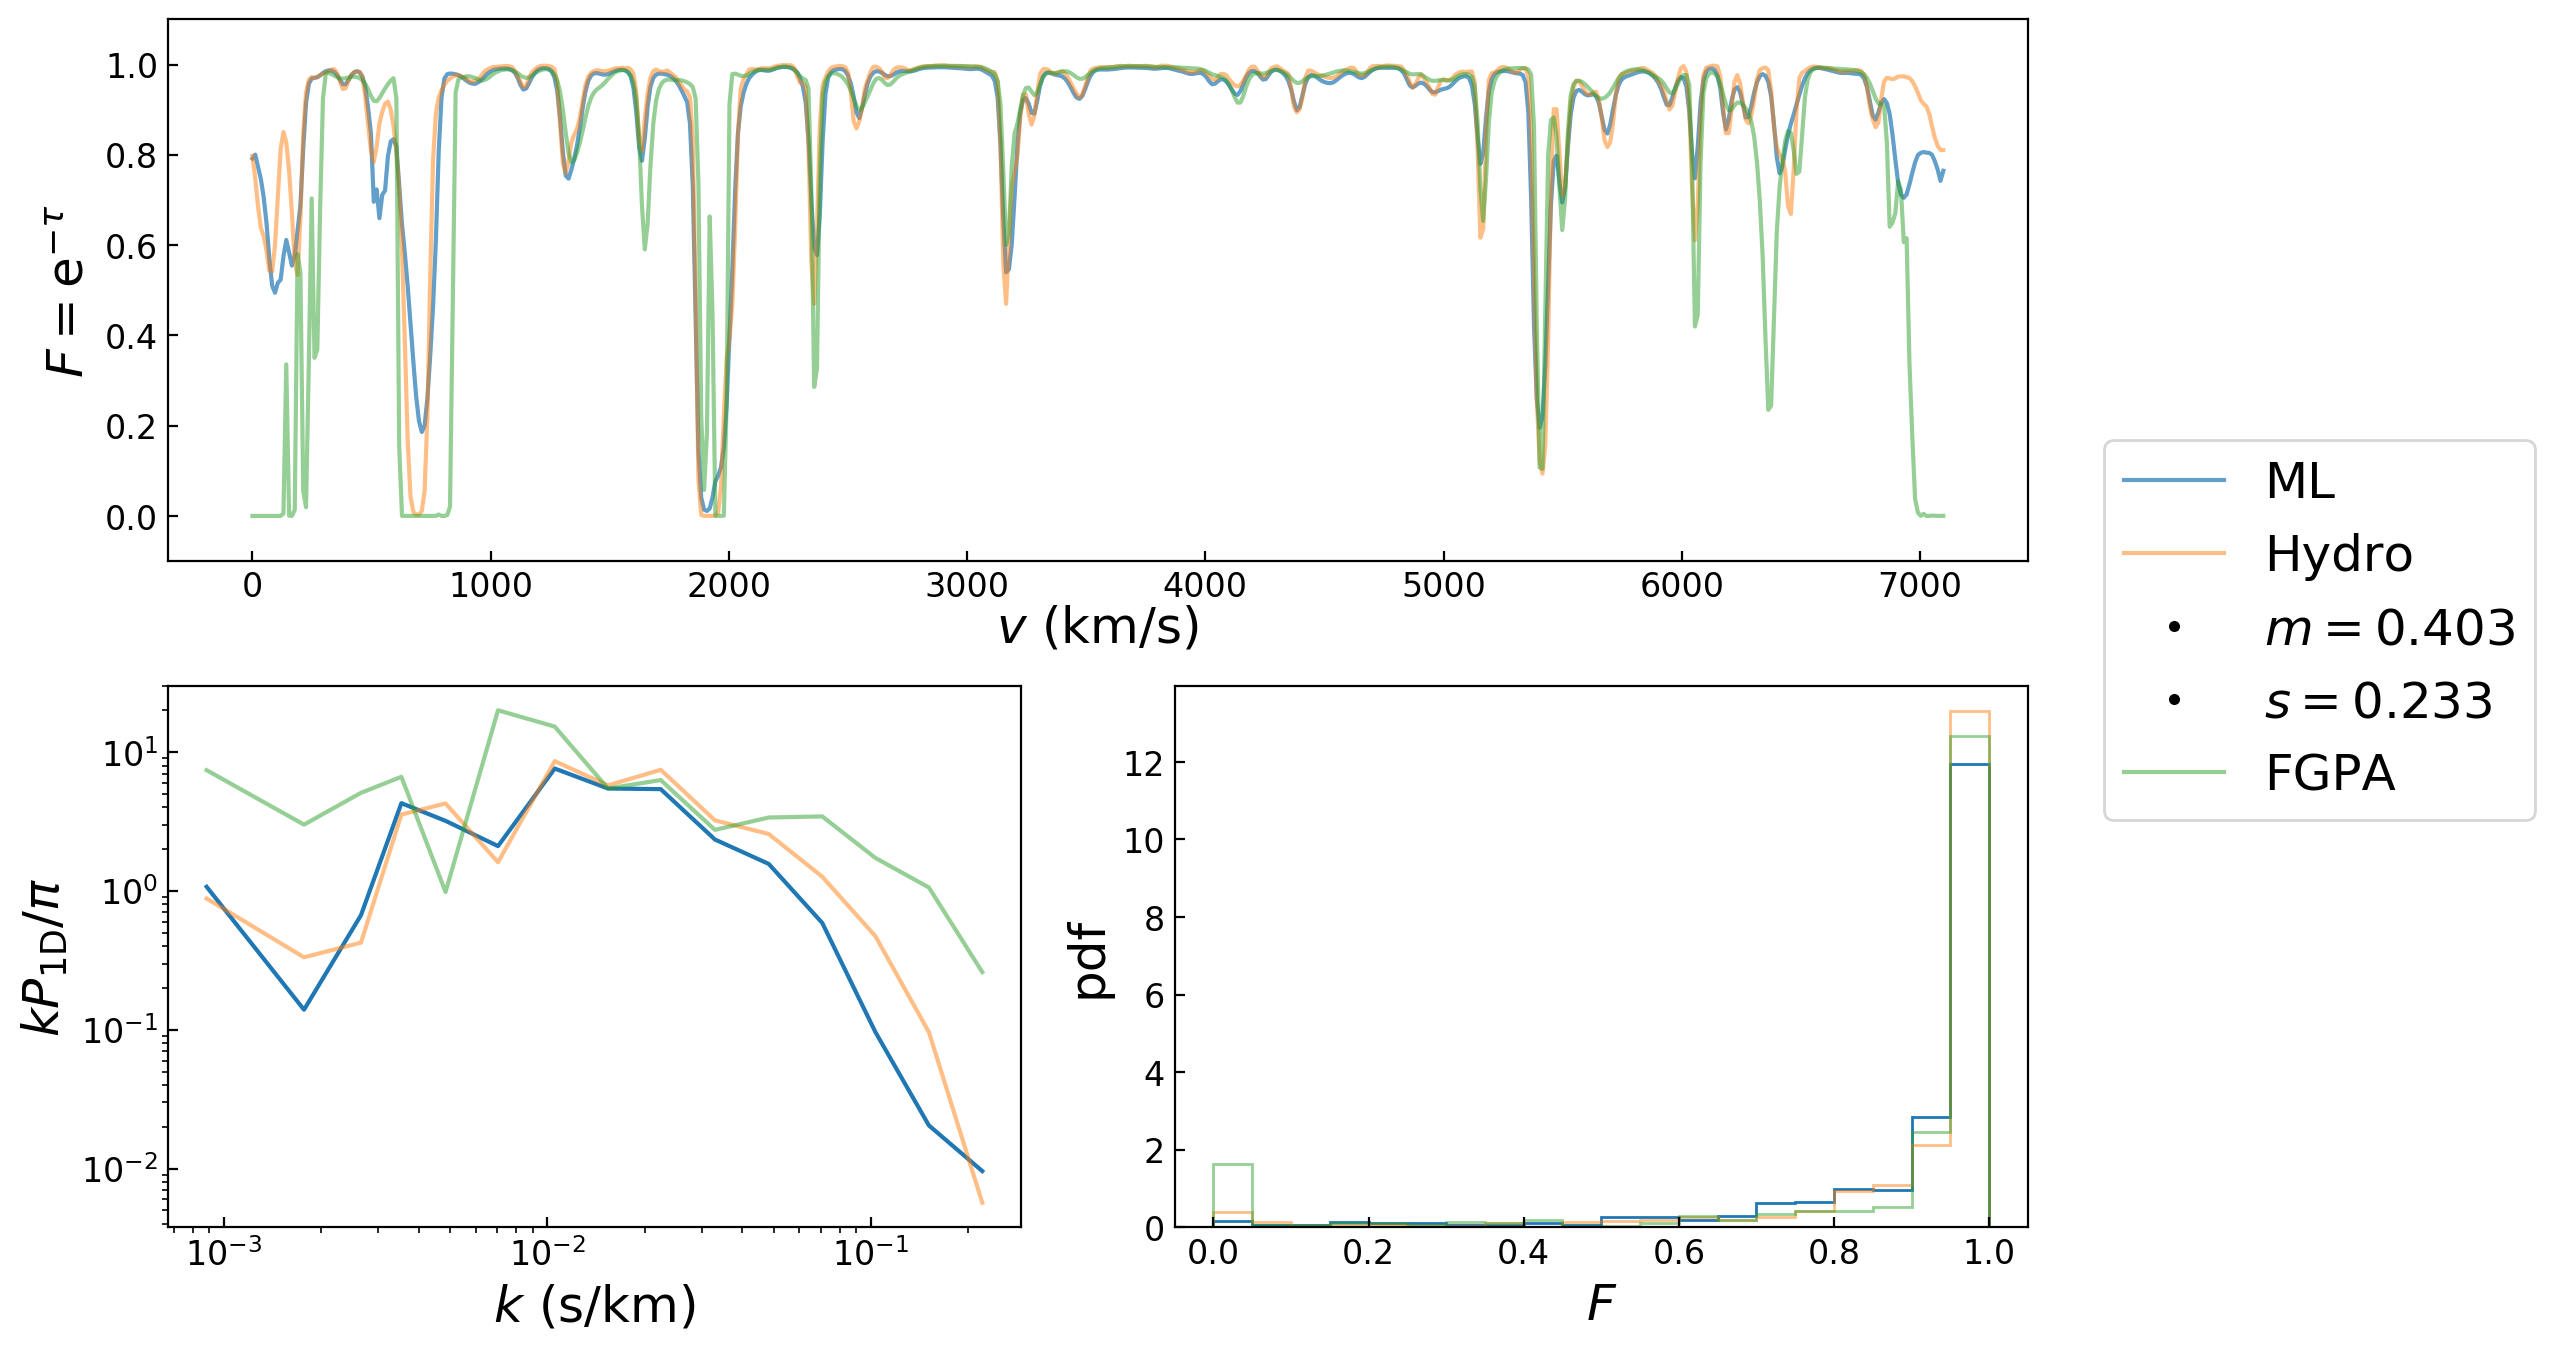 1.0
0.8
0.6
0.4
0.2
0.0
F = e^{−τ}
0 1000 2000 3000 4000 5000 6000 7000
v (km/s)
ML
Hydro
m = 0.403
s = 0.233
FGPA
10^1
10^0
10^{−1}
10^{−2}
kP_{1D}/π
10^{−3} 10^{−2} 10^{−1}
k (s/km)
12
10
8
6
4
2
0
pdf
0.0 0.2 0.4 0.6 0.8 1.0
F